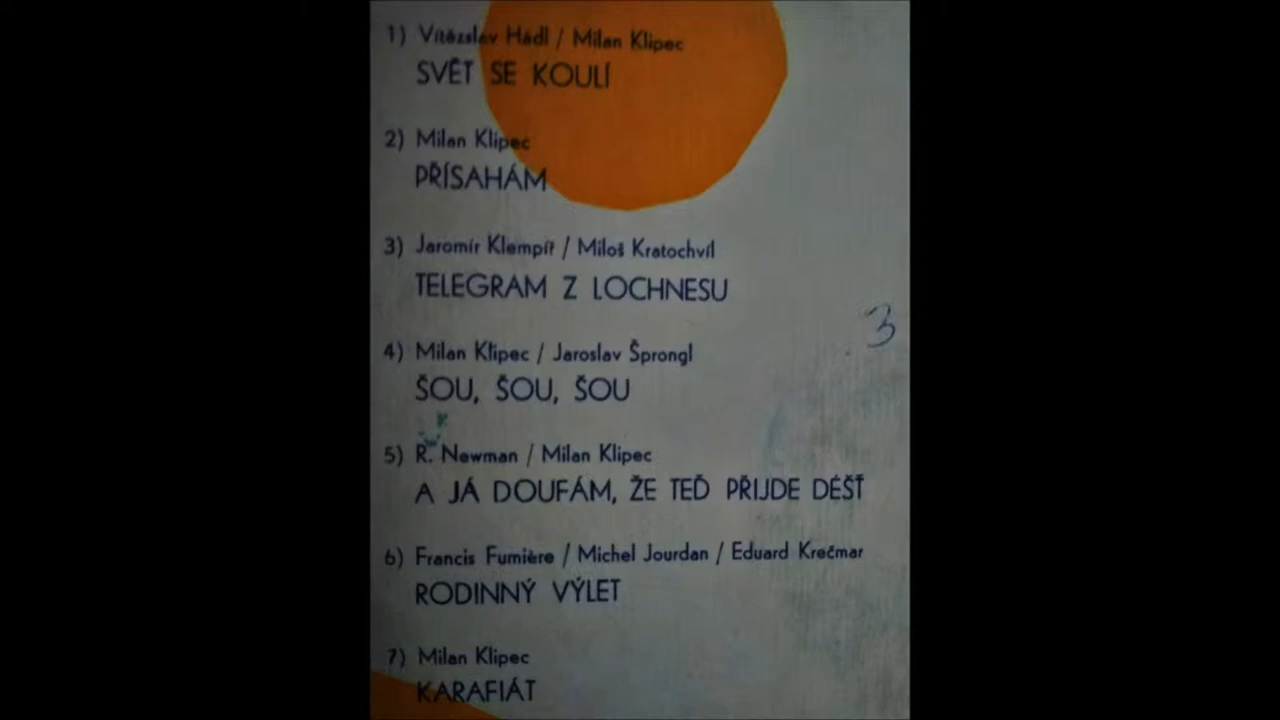 1) Vítězslav Hádl / Milan Klipec
SVĚT SE KOULÍ
2) Milan Klipec
PŘÍSAHÁM
3) Jaromír Klempíř / Miloš Kratochvíl
TELEGRAM Z LOCHNESU
3
4) Milan Klipec / Jaroslav Šprongl
ŠOU, ŠOU, ŠOU
5) R. Newman / Milan Klipec
A JÁ DOUFÁM, ŽE TEĎ PŘIJDE DÉŠŤ
6) Francis Fumière / Michel Jourdan / Eduard Krečmar
RODINNÝ VÝLET
7) Milan Klipec
KARAFIÁT